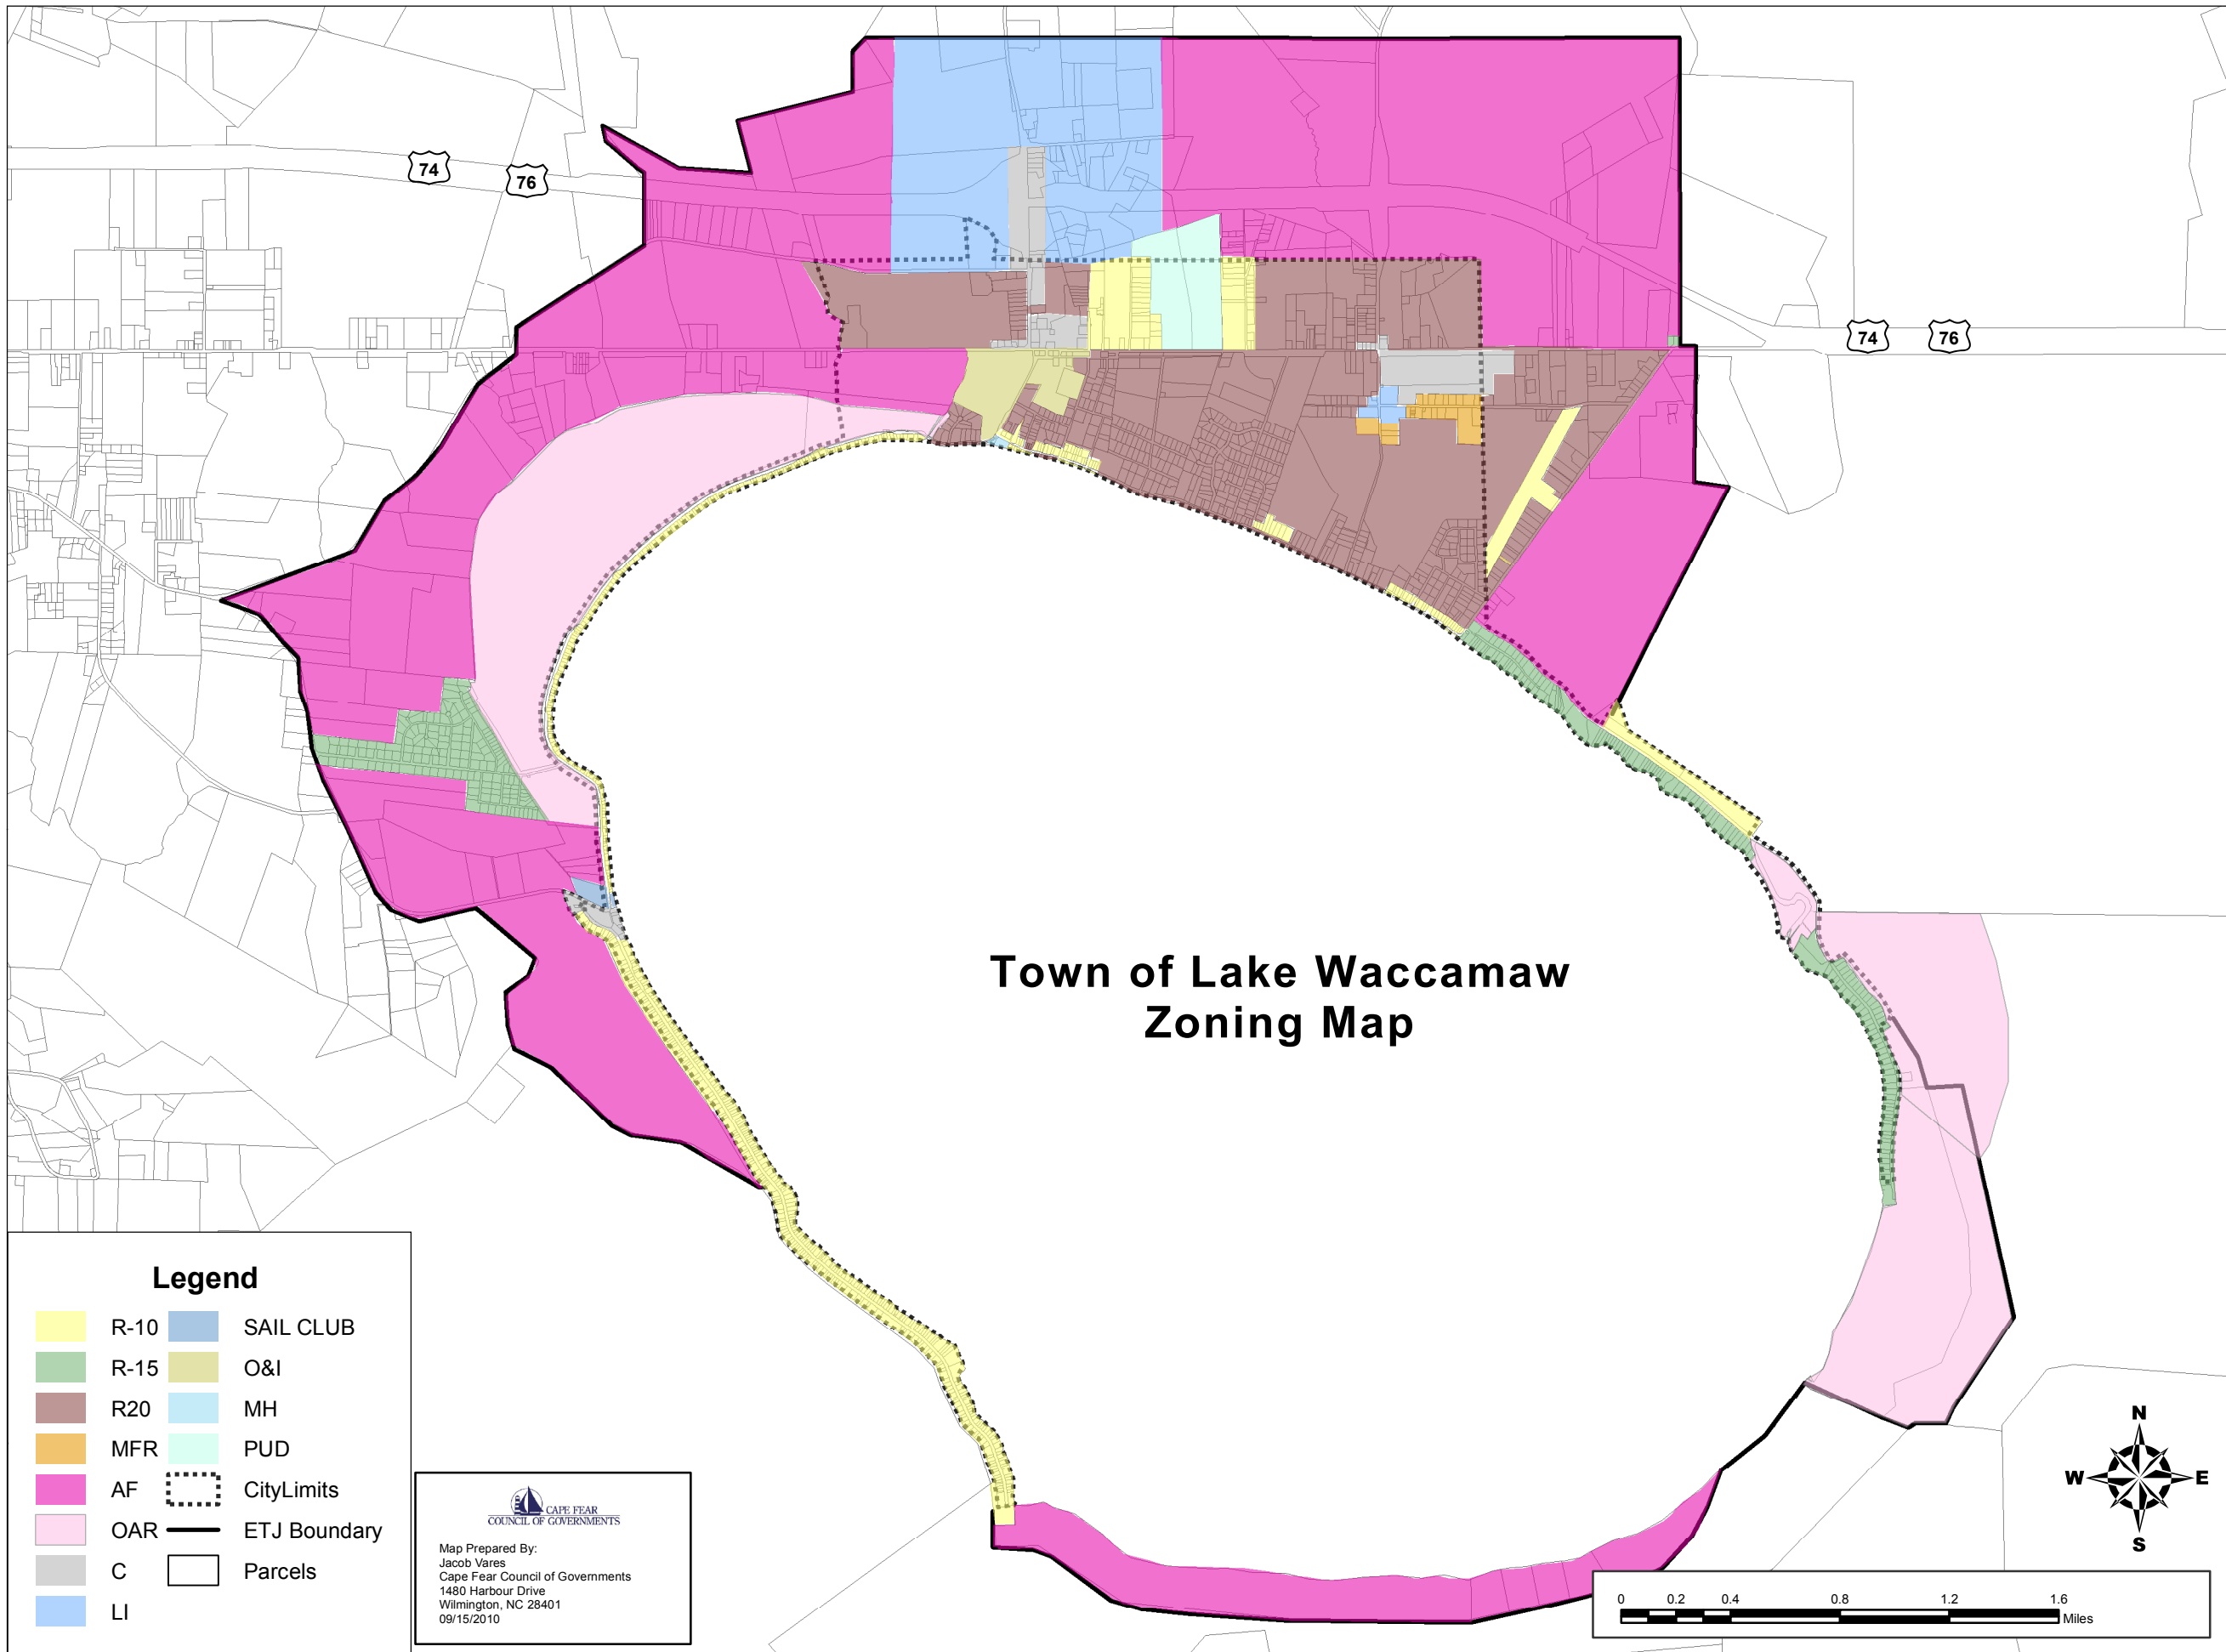 74
76
74
76
Town of Lake Waccamaw
Zoning Map
Legend
R-10
R-15
R20
MFR
AF
OAR
C
LI
SAIL CLUB
O&I
MH
PUD
CityLimits
ETJ Boundary
Parcels
CAPE FEAR
COUNCIL OF GOVERNMENTS
Map Prepared By:
Jacob Vares
Cape Fear Council of Governments
1480 Harbour Drive
Wilmington, NC 28401
09/15/2010
N
W E
S
0 0.2 0.4 0.8 1.2 1.6
Miles